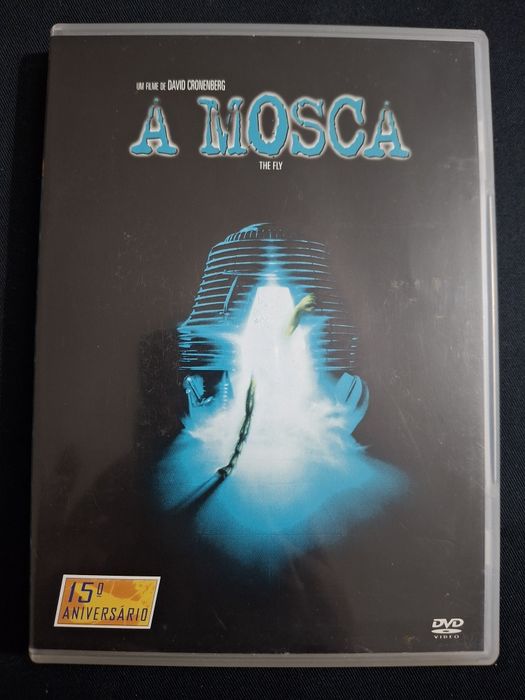 UM FILME DE DAVID CRONENBERG
A MOSCA
THE FLY
15º
ANIVERSÁRIO
DVD
VIDEO